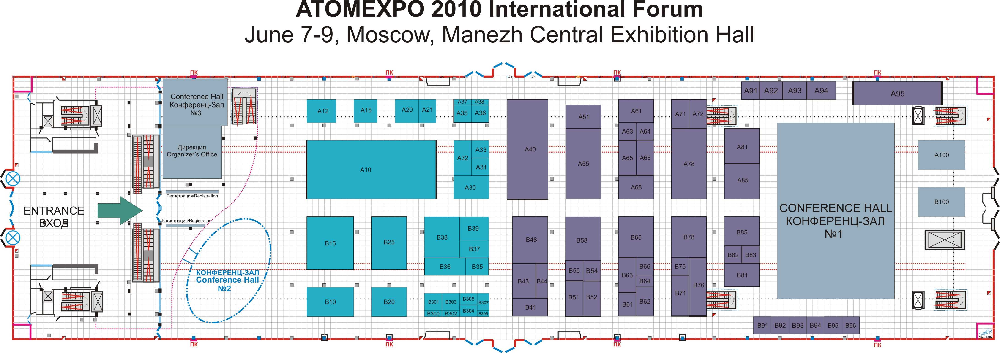 ATOMEXPO 2010 International Forum
June 7-9, Moscow, Manezh Central Exhibition Hall
ПК ПК ПК ПК
Conference Hall
Конференц-Зал
№3
Дирекция
Organizer's Office
Регистрация/Registration
Регистрация/Regisration
ENTRANCE
ВХОД
КОНФЕРЕНЦ-ЗАЛ
Conference Hall
№2
A12 A15 A20 A21
A37 A38
A35 A36
A10
A32 A33
A31
A30
A40
A51
A55
A61
A63 A64
A65 A66
A68
A71 A72
A78
A81
A85
A91 A92 A93 A94
A95
A100
B100
CONFERENCE HALL
КОНФЕРЕНЦ-ЗАЛ
№1
B15 B25
B38 B39
B37
B36 B35
B10 B20
B301 B303 B305 B307
B300 B302 B304 B306
B48
B43 B44
B41
B58
B55 B54
B51 B52
B65
B63 B66
B64
B61 B62
B78
B75 B76
B71
B85
B82 B83
B81
B91 B92 B93 B94 B95 B96
16.09.06.
ПК ПК ПК ПК